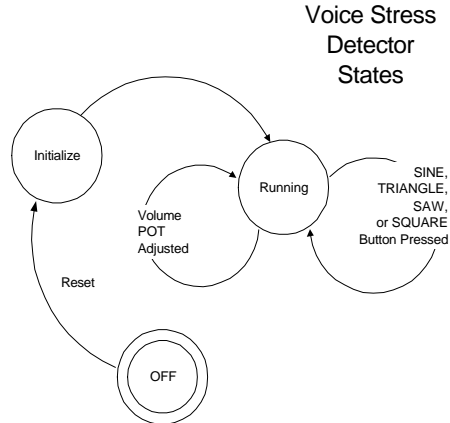 Voice Stress
Detector
States
Initialize
Running
SINE,
TRIANGLE,
SAW,
or SQUARE
Button Pressed
Volume
POT
Adjusted
Reset
OFF